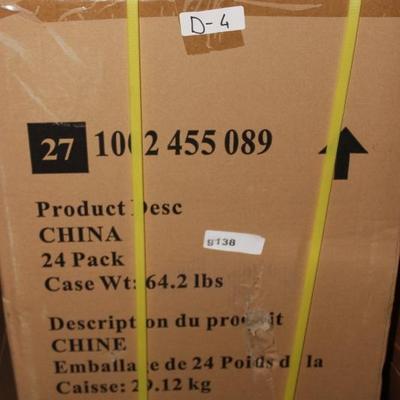 D-4
27 1002 455 089
Product Desc
9138
CHINA
24 Pack
Case Wt: 64.2 lbs
Description du produit
CHINE
Emballage de 24 Poids de la
Caisse: 29.12 kg